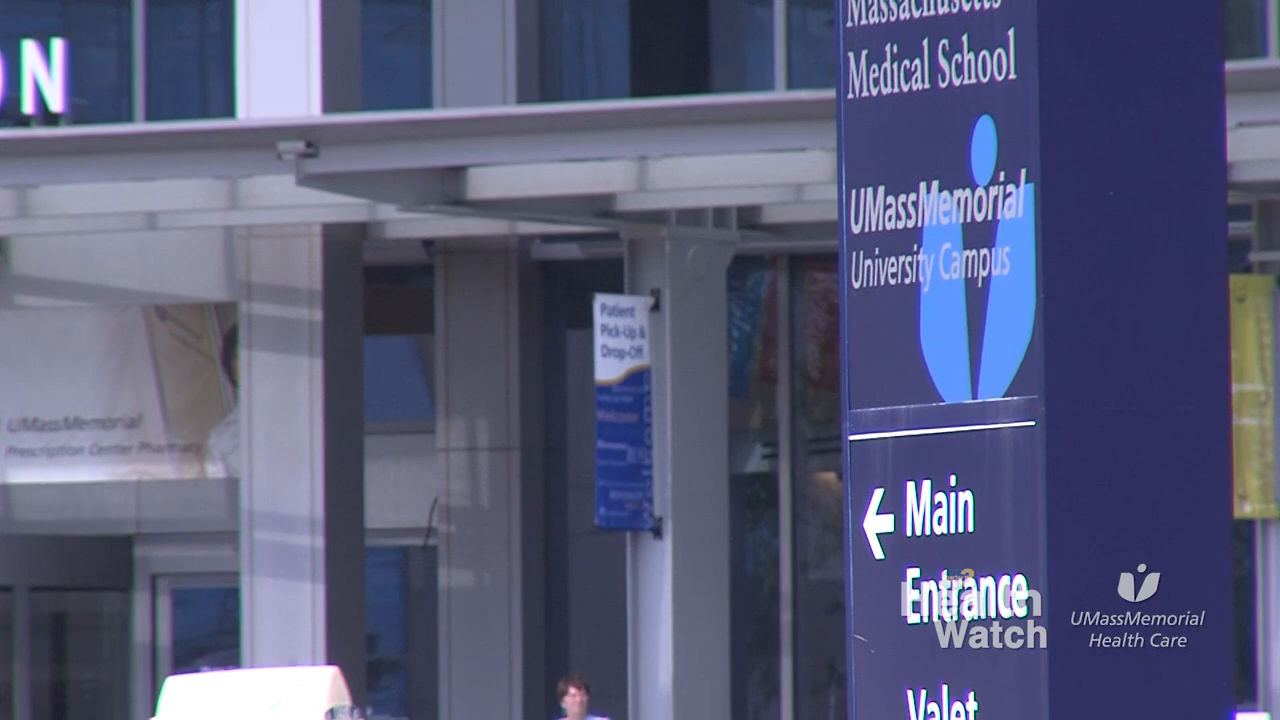 ON
Massachusetts
Medical School
UMassMemorial
University Campus
Patient
Pick-Up &
Drop-Off
Welcome
UMassMemorial
Prescription Center Pharmacy
Main
Entrance
Valet
Health
Watch
UMassMemorial
Health Care